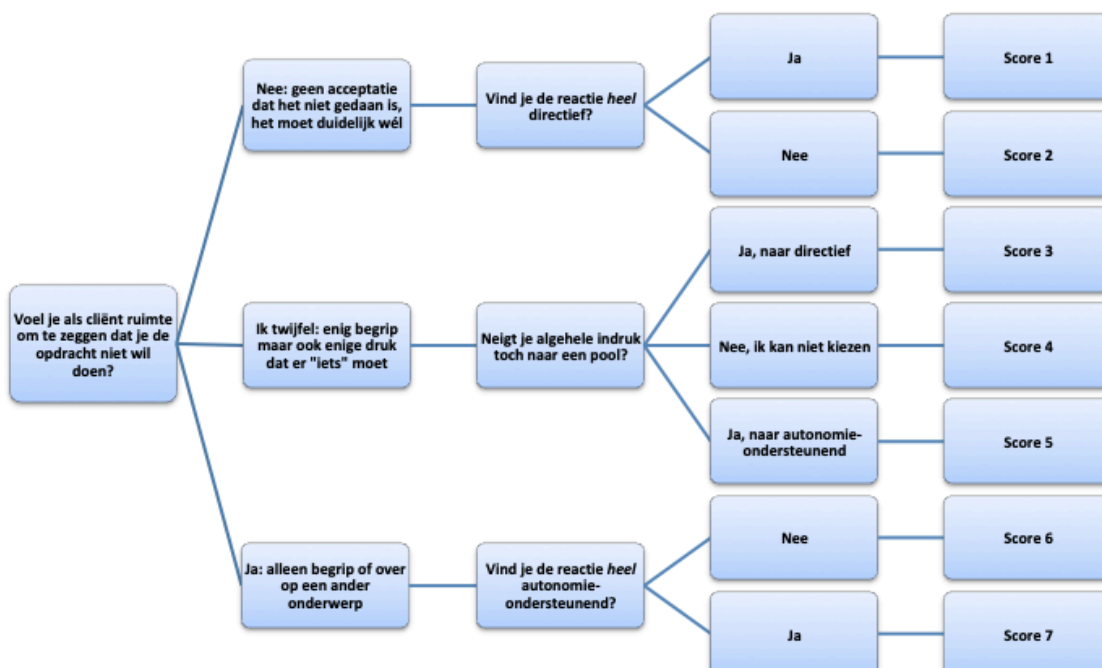 Voel je als cliënt ruimte
om te zeggen dat je de
opdracht niet wil
doen?
Nee: geen acceptatie
dat het niet gedaan is,
het moet duidelijk wél
Vind je de reactie heel
directief?
Ja
Score 1
Nee
Score 2
Ik twijfel: enig begrip
maar ook enige druk
dat er "iets" moet
Neigt je algehele indruk
toch naar een pool?
Ja, naar directief
Score 3
Nee, ik kan niet kiezen
Score 4
Ja, naar autonomie-
ondersteunend
Score 5
Ja: alleen begrip of over
op een ander
onderwerp
Vind je de reactie heel
autonomie-
ondersteunend?
Nee
Score 6
Ja
Score 7